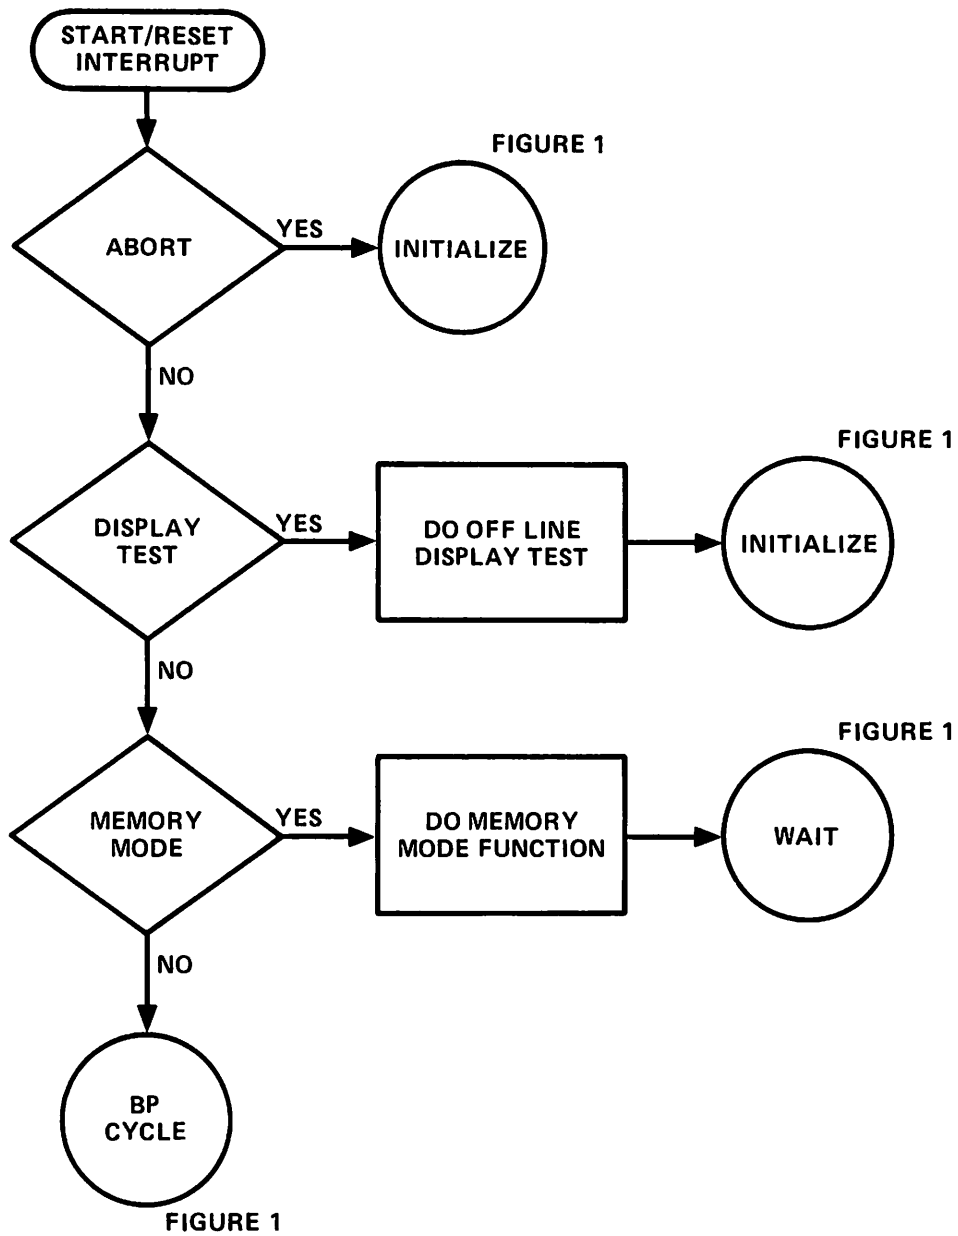 START/RESET
INTERRUPT
FIGURE 1
ABORT
YES
INITIALIZE
NO
FIGURE 1
DISPLAY
TEST
YES
DO OFF LINE
DISPLAY TEST
INITIALIZE
NO
FIGURE 1
MEMORY
MODE
YES
DO MEMORY
MODE FUNCTION
WAIT
NO
BP
CYCLE
FIGURE 1